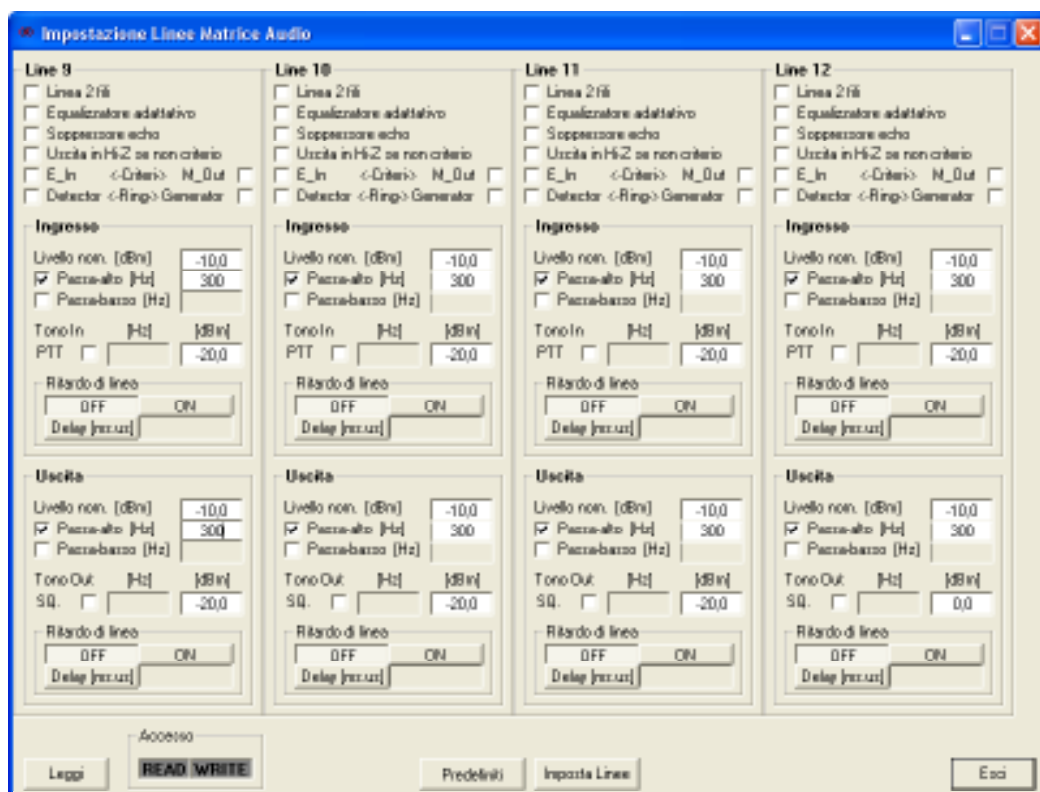 Impostazione Linee Matrice Audio
Line 9
Linea 2 fili
Equalizzatore adattativo
Soppressore echo
Uscita in Hi-Z se non criterio
E_In <-Criteri-> M_Out
Detector <-Ring-> Generator
Ingresso
Livello nom. [dBm] -10,0
Passa-alto [Hz] 300
Passa-basso [Hz]
Tono In [Hz] [dBm]
PTT -20,0
Ritardo di linea
OFF ON
Delay [ms.us]
Uscita
Livello nom. [dBm] -10,0
Passa-alto [Hz] 300
Passa-basso [Hz]
Tono Out [Hz] [dBm]
SQ. -20,0
Ritardo di linea
OFF ON
Delay [ms.us]
Line 10
Linea 2 fili
Equalizzatore adattativo
Soppressore echo
Uscita in Hi-Z se non criterio
E_In <-Criteri-> M_Out
Detector <-Ring-> Generator
Ingresso
Livello nom. [dBm] -10,0
Passa-alto [Hz] 300
Passa-basso [Hz]
Tono In [Hz] [dBm]
PTT -20,0
Ritardo di linea
OFF ON
Delay [ms.us]
Uscita
Livello nom. [dBm] -10,0
Passa-alto [Hz] 300
Passa-basso [Hz]
Tono Out [Hz] [dBm]
SQ. -20,0
Ritardo di linea
OFF ON
Delay [ms.us]
Line 11
Linea 2 fili
Equalizzatore adattativo
Soppressore echo
Uscita in Hi-Z se non criterio
E_In <-Criteri-> M_Out
Detector <-Ring-> Generator
Ingresso
Livello nom. [dBm] -10,0
Passa-alto [Hz] 300
Passa-basso [Hz]
Tono In [Hz] [dBm]
PTT -20,0
Ritardo di linea
OFF ON
Delay [ms.us]
Uscita
Livello nom. [dBm] -10,0
Passa-alto [Hz] 300
Passa-basso [Hz]
Tono Out [Hz] [dBm]
SQ. -20,0
Ritardo di linea
OFF ON
Delay [ms.us]
Line 12
Linea 2 fili
Equalizzatore adattativo
Soppressore echo
Uscita in Hi-Z se non criterio
E_In <-Criteri-> M_Out
Detector <-Ring-> Generator
Ingresso
Livello nom. [dBm] -10,0
Passa-alto [Hz] 300
Passa-basso [Hz]
Tono In [Hz] [dBm]
PTT -20,0
Ritardo di linea
OFF ON
Delay [ms.us]
Uscita
Livello nom. [dBm] -10,0
Passa-alto [Hz] 300
Passa-basso [Hz]
Tono Out [Hz] [dBm]
SQ. 0,0
Ritardo di linea
OFF ON
Delay [ms.us]
Leggi
Accesso
READ WRITE
Predefiniti
Imposta Linee
Esci